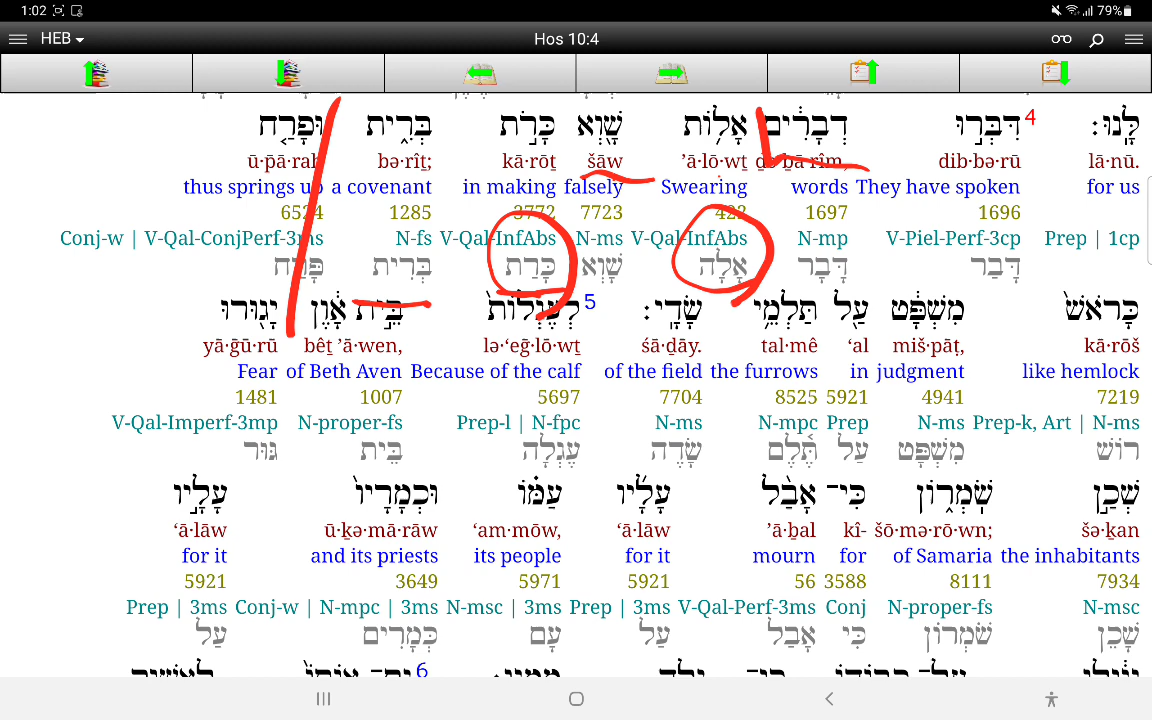 1:02 79%
HEB Hos 10:4
לָּֽנוּ׃ 4 דִּבְּר֣וּ דְבָרִ֔ים אָל֥וֹת שָׁ֖וְא כָּרֹ֣ת בְּרִ֑ית וּפָרַ֤ח
ū·p̄ā·raḥ bə·rîṯ; kā·rōṯ šāw ’ā·lō·wṯ ḏə·ḇā·rîm, dib·bə·rū lā·nū.
thus springs up a covenant in making falsely Swearing words They have spoken for us
6524 1285 3772 7723 422 1697 1696
Conj-w | V-Qal-ConjPerf-3ms N-fs V-Qal-InfAbs N-ms V-Qal-InfAbs N-mp V-Piel-Perf-3cp Prep | 1cp
דָּבַר דָּבָר אָלָה שָׁוְא כָּרַת בְּרִית פָּרַח
כָּרֹאשׁ֙ מִשְׁפָּ֔ט עַ֖ל תַּלְמֵ֥י שָׂדָֽי׃ 5 לְעֶגְלוֹת֙ בֵּ֣ית אָ֔וֶן יָג֖וּרוּ
yā·ḡū·rū bêṯ ’ā·wen, lə·‘eḡ·lō·wṯ śā·ḏāy. tal·mê ‘al miš·pāṭ, kā·rōš
Fear of Beth Aven Because of the calf of the field the furrows in judgment like hemlock
1481 1007 5697 7704 8525 5921 4941 7219
V-Qal-Imperf-3mp N-proper-fs Prep-l | N-fpc N-ms N-mpc Prep N-ms Prep-k, Art | N-ms
רוֹשׁ מִשְׁפָּט עַל תֶּלֶם שָׂדֶה עֶגְלָה בֵּית גּוּר
שְׁכַ֣ן שֹֽׁמְר֑וֹן כִּי־ אָבַ֨ל עָלָ֜יו עַמּ֗וֹ וּכְמָרָיו֙ עָלָ֣יו
‘ā·lāw ū·ḵə·mā·rāw ‘am·mōw, ‘ā·lāw ’ā·ḇal kî- šō·mə·rō·wn; šə·ḵan
for it and its priests its people for it mourn for of Samaria the inhabitants
5921 3649 5971 5921 56 3588 8111 7934
Prep | 3ms Conj-w | N-mpc | 3ms N-msc | 3ms Prep | 3ms V-Qal-Perf-3ms Conj N-proper-fs N-msc
שָׁכֵן שֹׁמְרוֹן כִּי אָבַל עַל עָם כְּמָרִים עַל
6